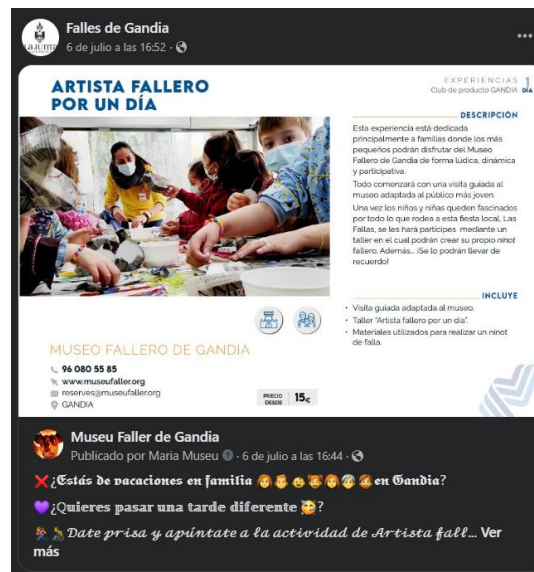 Falles de Gandia
6 de julio a las 16:52 ·
ARTISTA FALLERO
POR UN DÍA
EXPERIENCIAS 1
Club de producto GANDIA DÍA
DESCRIPCIÓN
Esta experiencia está dedicada
principalmente a familias donde los más
pequeños podrán disfrutar del Museo
Fallero de Gandia de forma lúdica, dinámica
y participativa.
Todo comenzará con una visita guiada al
museo adaptada al público más joven.
Una vez los niños y niñas queden fascinados
por todo lo que rodea a esta fiesta local, Las
Fallas, se les hará partícipes mediante un
taller en el cual podrán crear su propio ninot
fallero. Además... ¡Se lo podrán llevar de
recuerdo!
INCLUYE
· Visita guiada adaptada al museo.
· Taller "Artista fallero por un día".
· Materiales utilizados para realizar un ninot
de falla.
MUSEO FALLERO DE GANDIA
96 080 55 85
www.museufaller.org
reserves@museufaller.org
GANDIA
PRECIO
DESDE
15€
Museu Faller de Gandia
Publicado por Maria Museu · 6 de julio a las 16:44 ·
❌¿𝕰𝖘𝖙á𝖘 𝖉𝖊 𝖛𝖆𝖈𝖆𝖈𝖎𝖔𝖓𝖊𝖘 𝖊𝖓 𝖋𝖆𝖒𝖎𝖑𝖎𝖆 𝖊𝖓 𝕲𝖆𝖓𝖉𝖎𝖆?
💜¿ℚ𝕦𝕚𝕖𝕣𝕖𝕤 𝕡𝕒𝕤𝕒𝕣 𝕦𝕟𝕒 𝕥𝕒𝕣𝕕𝕖 𝕕𝕚𝕗𝕖𝕣𝕖𝕟𝕥𝕖 🥳?
𝓓𝓪𝓽𝓮 𝓹𝓻𝓲𝓼𝓪 𝔂 𝓪𝓹ú𝓷𝓽𝓪𝓽𝓮 𝓪 𝓵𝓪 𝓪𝓬𝓽𝓲𝓿𝓲𝓭𝓪𝓭 𝓭𝓮 𝓐𝓻𝓽𝓲𝓼𝓽𝓪 𝓯𝓪𝓵𝓵... Ver
más